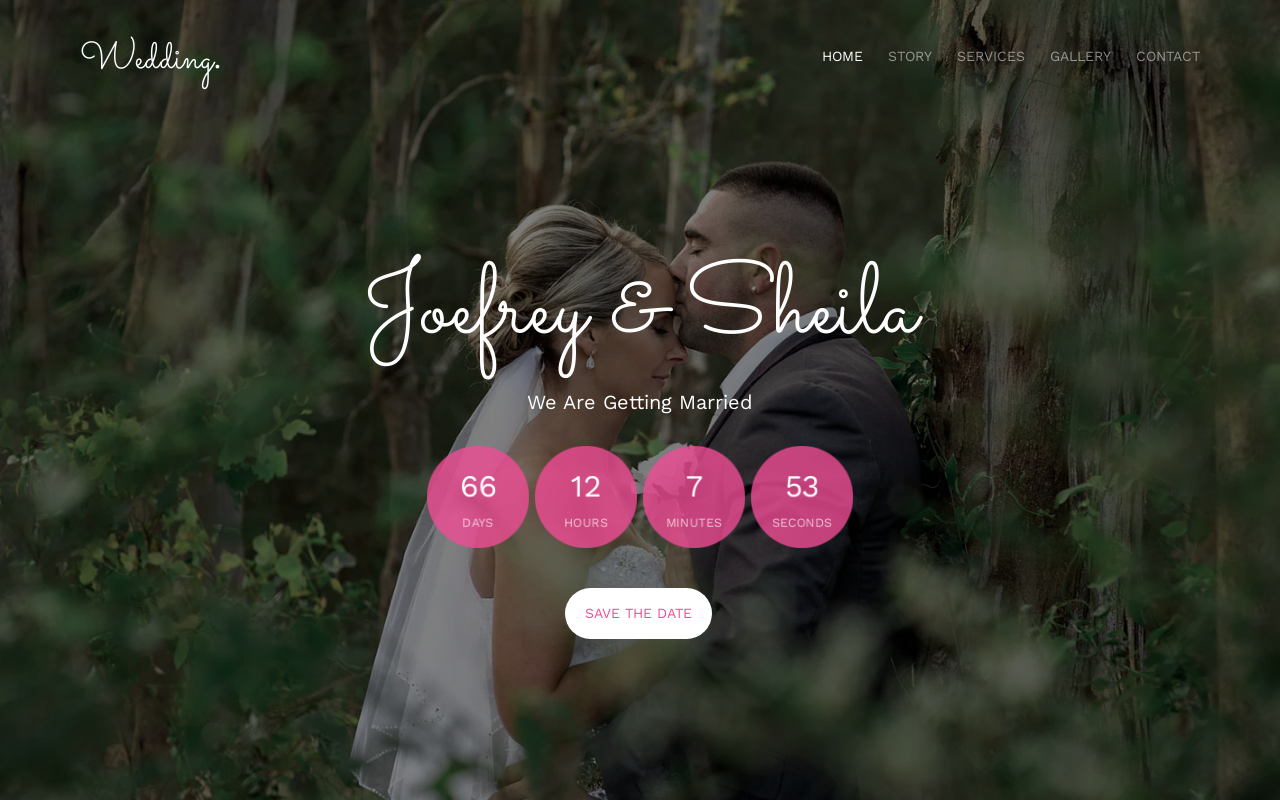 Wedding.
HOME STORY SERVICES GALLERY CONTACT
Joefrey & Sheila
We Are Getting Married
66 12 7 53
DAYS HOURS MINUTES SECONDS
SAVE THE DATE